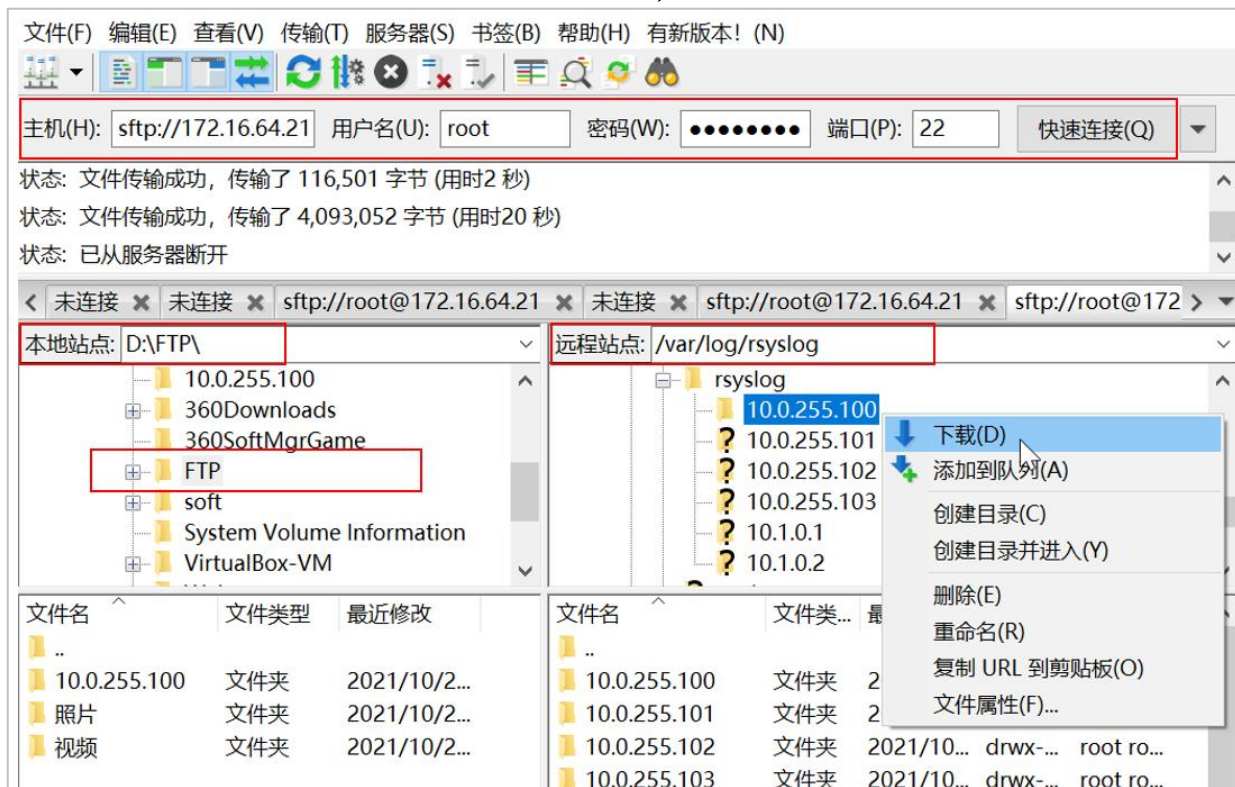 文件(F) 编辑(E) 查看(V) 传输(T) 服务器(S) 书签(B) 帮助(H) 有新版本! (N)
主机(H): sftp://172.16.64.21 用户名(U): root 密码(W): ●●●●●●●● 端口(P): 22 快速连接(Q)
状态: 文件传输成功，传输了 116,501 字节 (用时2 秒)
状态: 文件传输成功，传输了 4,093,052 字节 (用时20 秒)
状态: 已从服务器断开
未连接 未连接 sftp://root@172.16.64.21 未连接 sftp://root@172.16.64.21 sftp://root@172
本地站点: D:\FTP\
10.0.255.100
360Downloads
360SoftMgrGame
FTP
soft
System Volume Information
VirtualBox-VM
文件名 文件类型 最近修改
..
10.0.255.100 文件夹 2021/10/2...
照片 文件夹 2021/10/2...
视频 文件夹 2021/10/2...
远程站点: /var/log/rsyslog
rsyslog
10.0.255.100
10.0.255.101
10.0.255.102
10.0.255.103
10.1.0.1
10.1.0.2
文件名 文件类... 最
..
10.0.255.100 文件夹 2
10.0.255.101 文件夹 2
10.0.255.102 文件夹 2021/10... drwx-... root ro...
10.0.255.103 文件夹 2021/10... drwx-... root ro...
下载(D)
添加到队列(A)
创建目录(C)
创建目录并进入(Y)
删除(E)
重命名(R)
复制 URL 到剪贴板(O)
文件属性(F)...